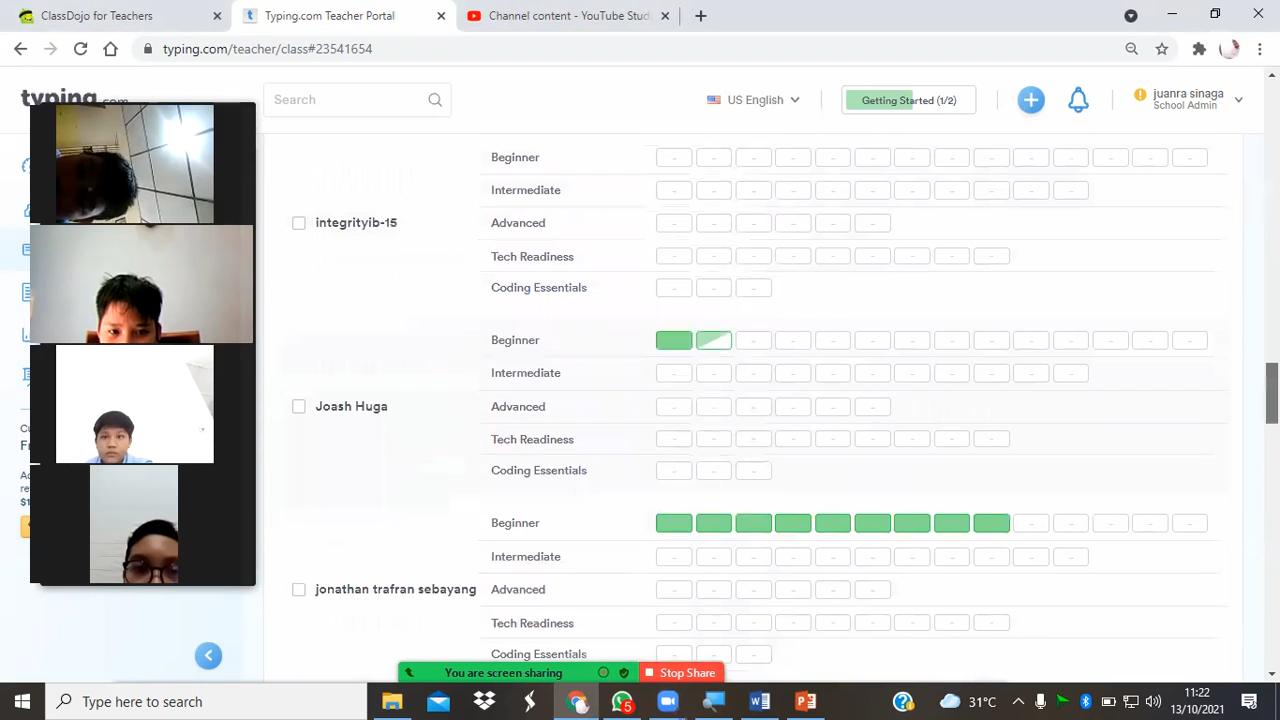 ClassDojo for Teachers
Typing.com Teacher Portal
Channel content - YouTube Stud
typing.com/teacher/class#23541654
typing.com
Search
US English
Getting Started (1/2)
juanra sinaga
School Admin
Beginner
Intermediate
integrityib-15
Advanced
Tech Readiness
Coding Essentials
Beginner
Intermediate
Joash Huga
Advanced
Tech Readiness
Coding Essentials
Beginner
Intermediate
jonathan trafran sebayang
Advanced
Tech Readiness
Coding Essentials
You are screen sharing
Stop Share
Type here to search
5
31°C
11:22
13/10/2021